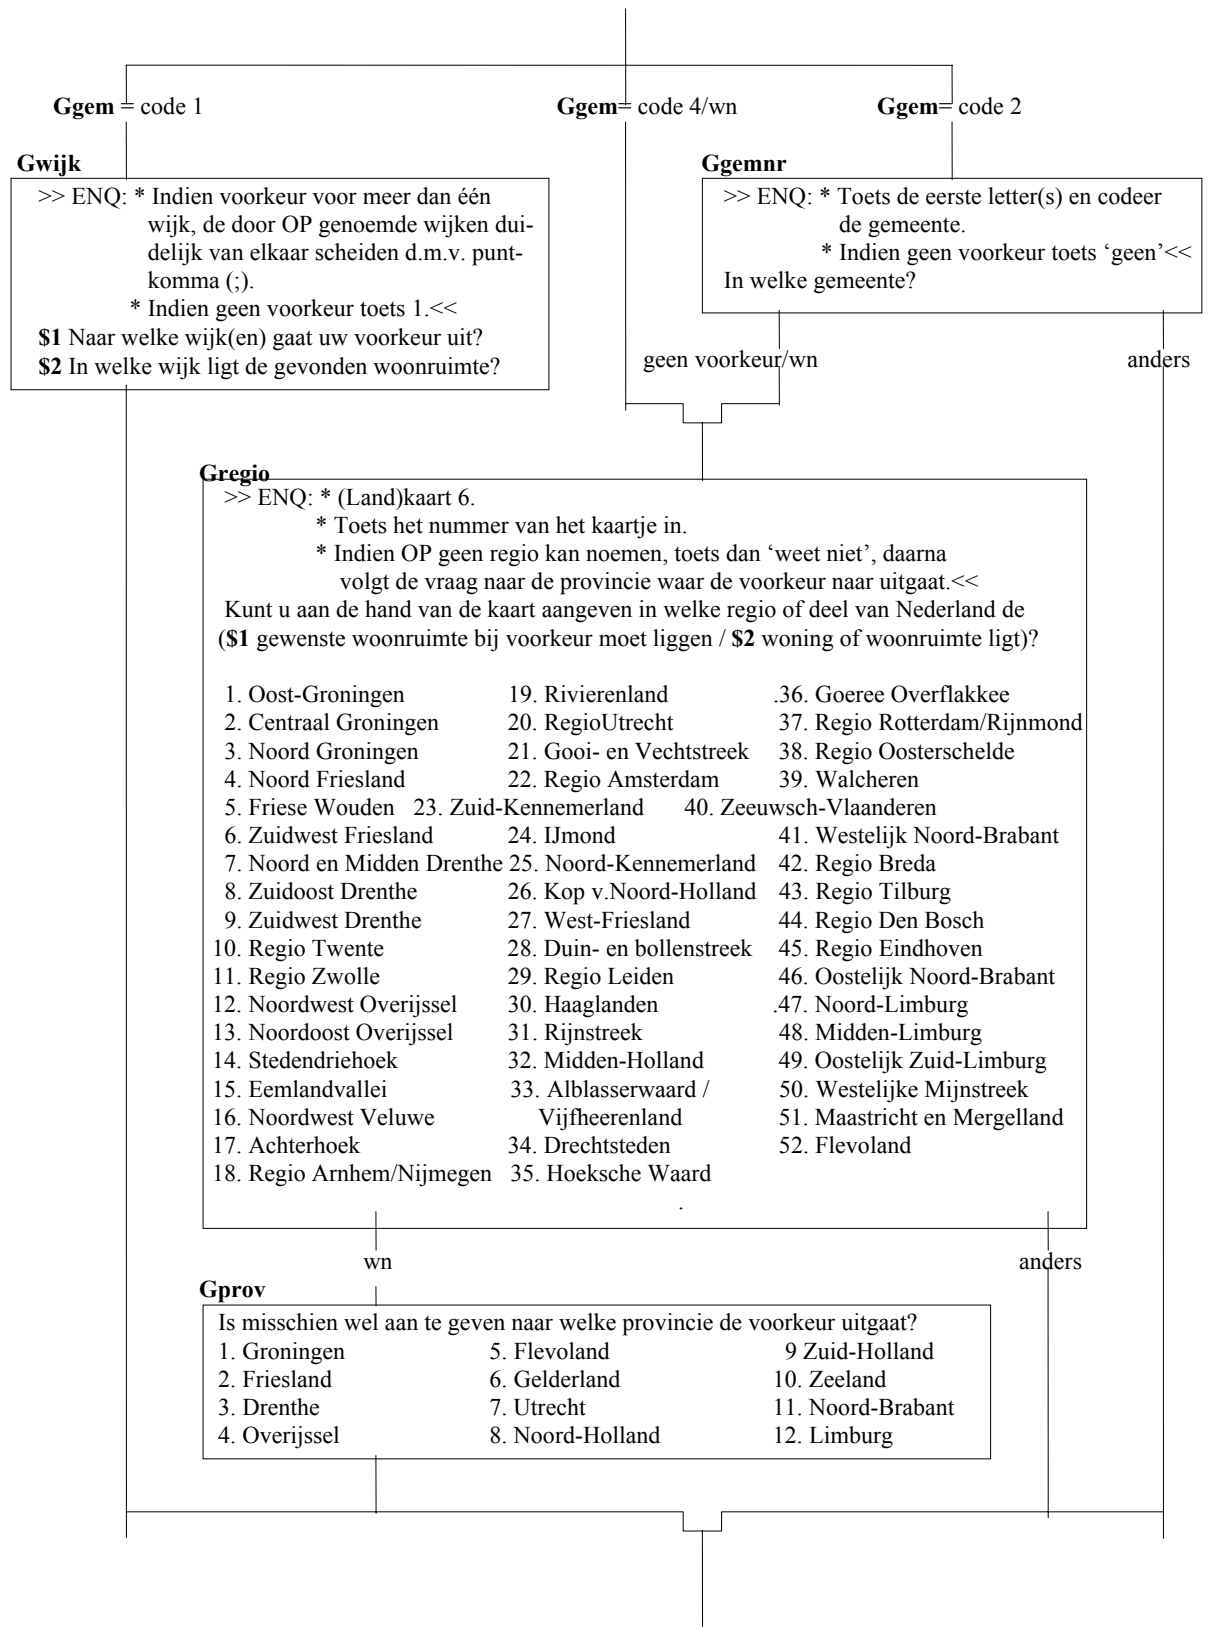 Ggem = code 1
Ggem= code 4/wn
Ggem= code 2
Gwijk
>> ENQ: * Indien voorkeur voor meer dan één
wijk, de door OP genoemde wijken dui-
delijk van elkaar scheiden d.m.v. punt-
komma (;).
* Indien geen voorkeur toets 1.<<
$1 Naar welke wijk(en) gaat uw voorkeur uit?
$2 In welke wijk ligt de gevonden woonruimte?
Ggemnr
>> ENQ: * Toets de eerste letter(s) en codeer
de gemeente.
* Indien geen voorkeur toets ‘geen’<<
In welke gemeente?
geen voorkeur/wn
anders
Gregio
>> ENQ: * (Land)kaart 6.
* Toets het nummer van het kaartje in.
* Indien OP geen regio kan noemen, toets dan ‘weet niet’, daarna
volgt de vraag naar de provincie waar de voorkeur naar uitgaat.<<
Kunt u aan de hand van de kaart aangeven in welke regio of deel van Nederland de
($1 gewenste woonruimte bij voorkeur moet liggen / $2 woning of woonruimte ligt)?
1. Oost-Groningen 19. Rivierenland .36. Goeree Overflakkee
2. Centraal Groningen 20. RegioUtrecht 37. Regio Rotterdam/Rijnmond
3. Noord Groningen 21. Gooi- en Vechtstreek 38. Regio Oosterschelde
4. Noord Friesland 22. Regio Amsterdam 39. Walcheren
5. Friese Wouden 23. Zuid-Kennemerland 40. Zeeuwsch-Vlaanderen
6. Zuidwest Friesland 24. IJmond 41. Westelijk Noord-Brabant
7. Noord en Midden Drenthe 25. Noord-Kennemerland 42. Regio Breda
8. Zuidoost Drenthe 26. Kop v.Noord-Holland 43. Regio Tilburg
9. Zuidwest Drenthe 27. West-Friesland 44. Regio Den Bosch
10. Regio Twente 28. Duin- en bollenstreek 45. Regio Eindhoven
11. Regio Zwolle 29. Regio Leiden 46. Oostelijk Noord-Brabant
12. Noordwest Overijssel 30. Haaglanden .47. Noord-Limburg
13. Noordoost Overijssel 31. Rijnstreek 48. Midden-Limburg
14. Stedendriehoek 32. Midden-Holland 49. Oostelijk Zuid-Limburg
15. Eemlandvallei 33. Alblasserwaard / 50. Westelijke Mijnstreek
16. Noordwest Veluwe Vijfheerenland 51. Maastricht en Mergelland
17. Achterhoek 34. Drechtsteden 52. Flevoland
18. Regio Arnhem/Nijmegen 35. Hoeksche Waard
.
wn
anders
Gprov
Is misschien wel aan te geven naar welke provincie de voorkeur uitgaat?
1. Groningen 5. Flevoland 9 Zuid-Holland
2. Friesland 6. Gelderland 10. Zeeland
3. Drenthe 7. Utrecht 11. Noord-Brabant
4. Overijssel 8. Noord-Holland 12. Limburg